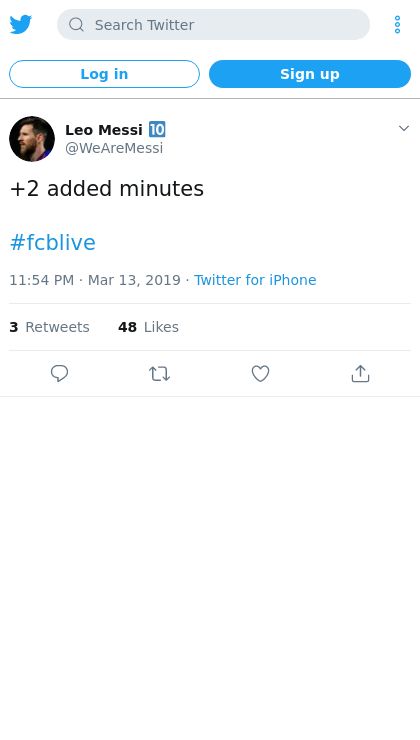 Search Twitter
Log in
Sign up
Leo Messi 🔟
@WeAreMessi
+2 added minutes
#fcblive
11:54 PM · Mar 13, 2019 · Twitter for iPhone
3 Retweets 48 Likes